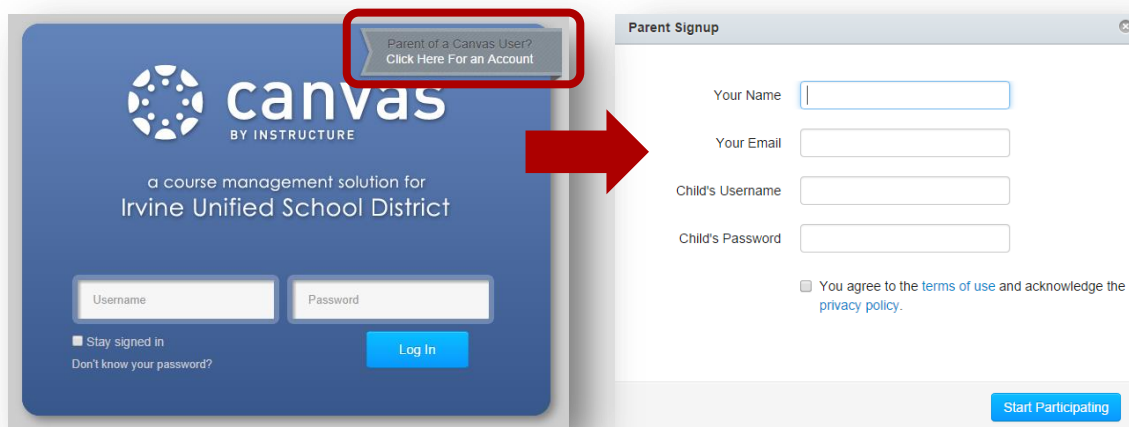 Parent of a Canvas User?
Click Here For an Account
canvas
BY INSTRUCTURE
a course management solution for
Irvine Unified School District
Username
Password
Stay signed in
Log In
Don't know your password?
Parent Signup
Your Name
Your Email
Child's Username
Child's Password
You agree to the terms of use and acknowledge the
privacy policy.
Start Participating